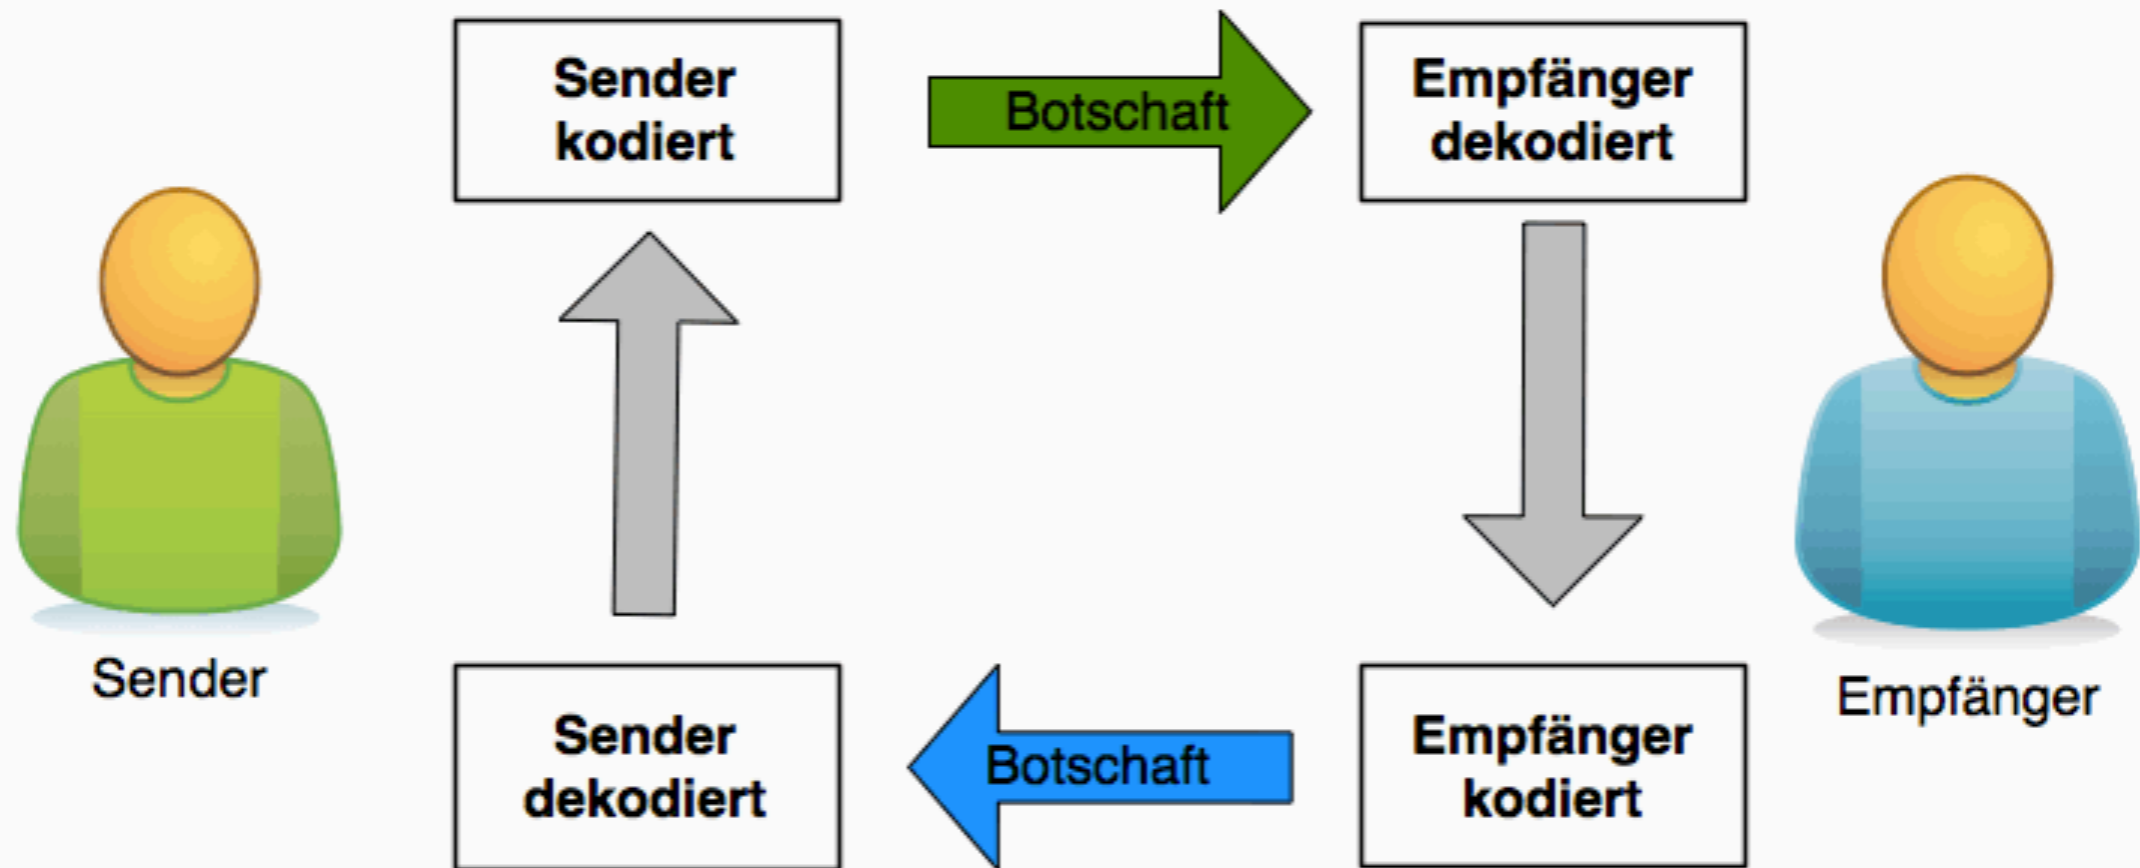 Sender
kodiert
Botschaft
Empfänger
dekodiert
Sender
Empfänger
Sender
dekodiert
Botschaft
Empfänger
kodiert